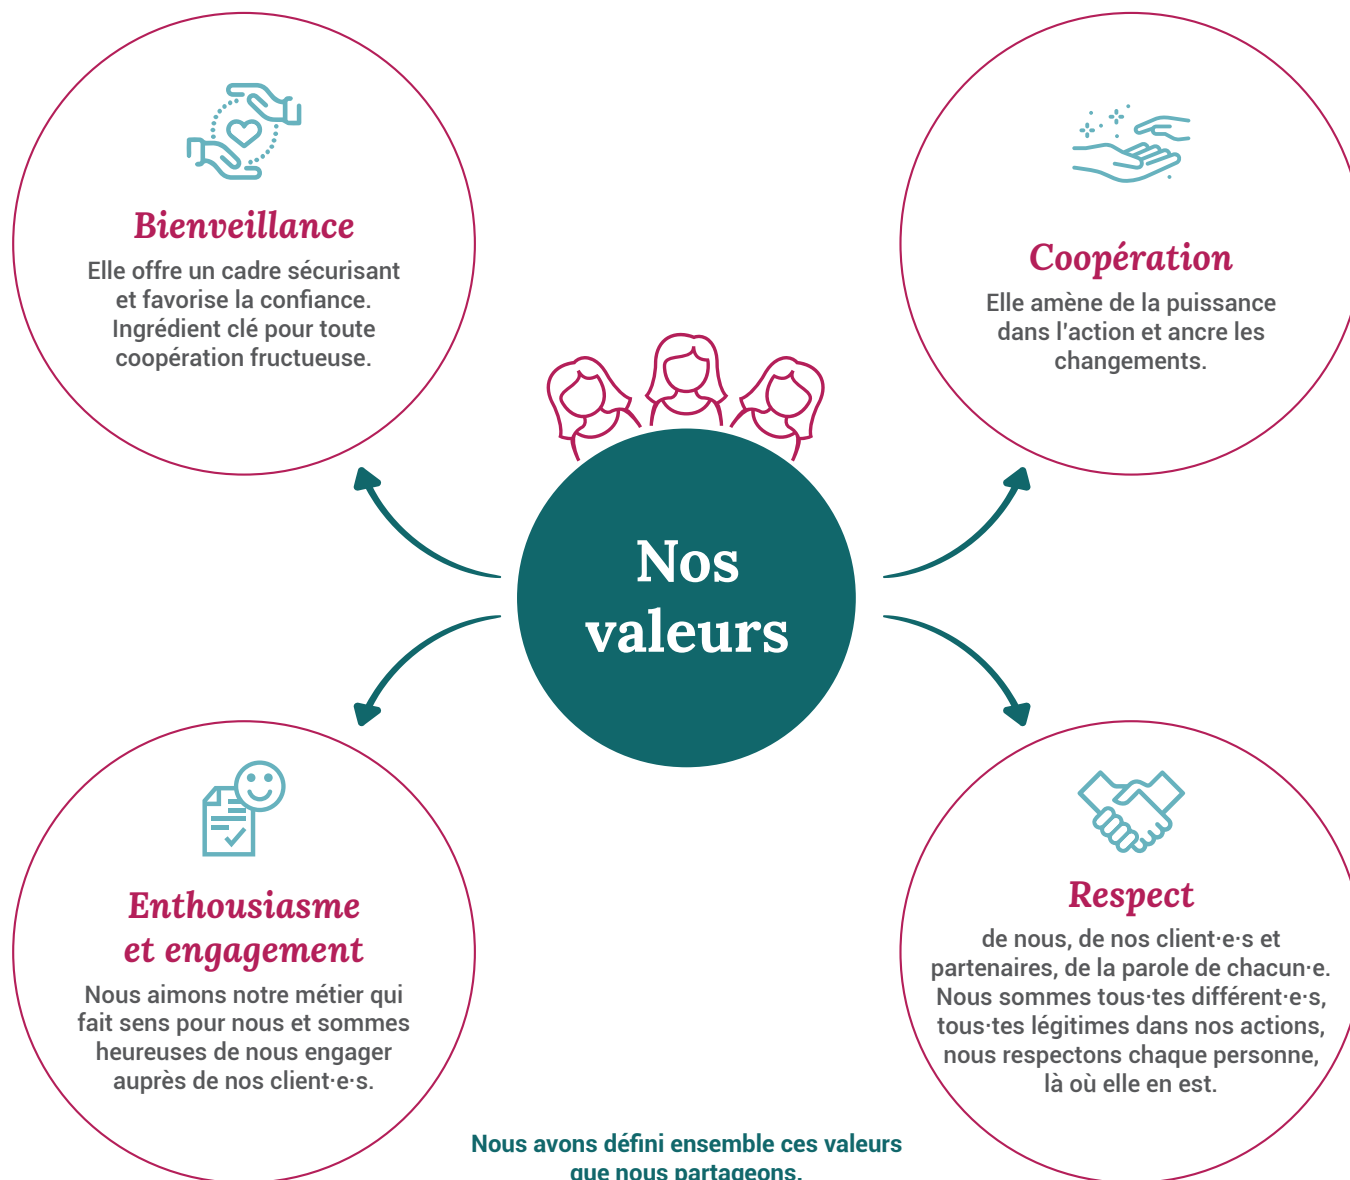 Bienveillance
Elle offre un cadre sécurisant
et favorise la confiance.
Ingrédient clé pour toute
coopération fructueuse.
Coopération
Elle amène de la puissance
dans l'action et ancre les
changements.
Nos
valeurs
Enthousiasme
et engagement
Nous aimons notre métier qui
fait sens pour nous et sommes
heureuses de nous engager
auprès de nos client·e·s.
Respect
de nous, de nos client·e·s et
partenaires, de la parole de chacun·e.
Nous sommes tous·tes différent·e·s,
tous·tes légitimes dans nos actions,
nous respectons chaque personne,
là où elle en est.
Nous avons défini ensemble ces valeurs
que nous partageons.